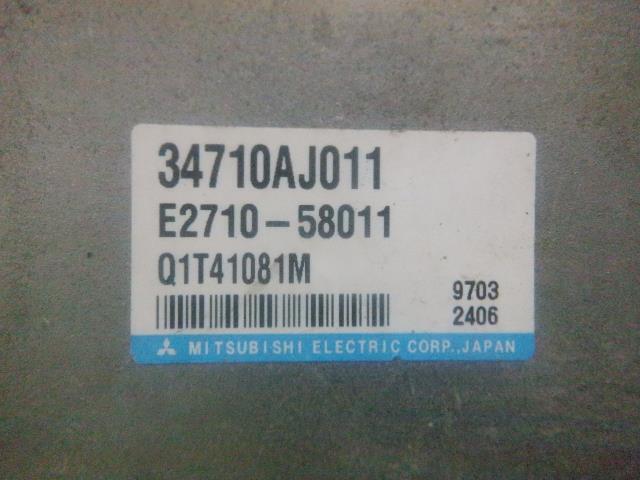 34710AJ011
E2710-58011
Q1T41081M
9703
2406
MITSUBISHI ELECTRIC CORP., JAPAN